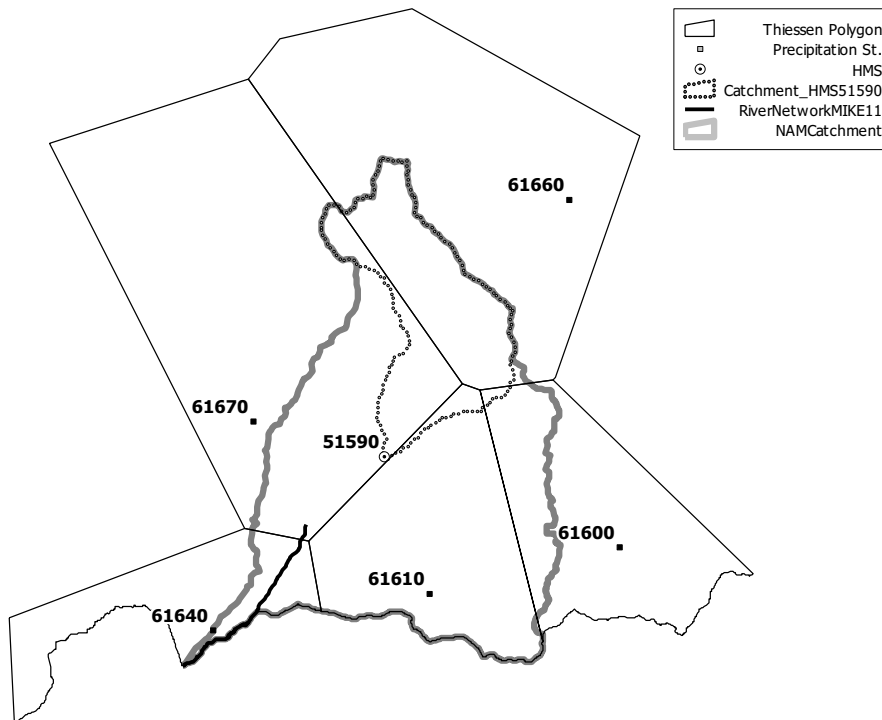 Thiessen Polygon
Precipitation St.
HMS
Catchment_HMS51590
RiverNetworkMIKE11
NAMCatchment
61660
61670
51590
61600
61610
61640